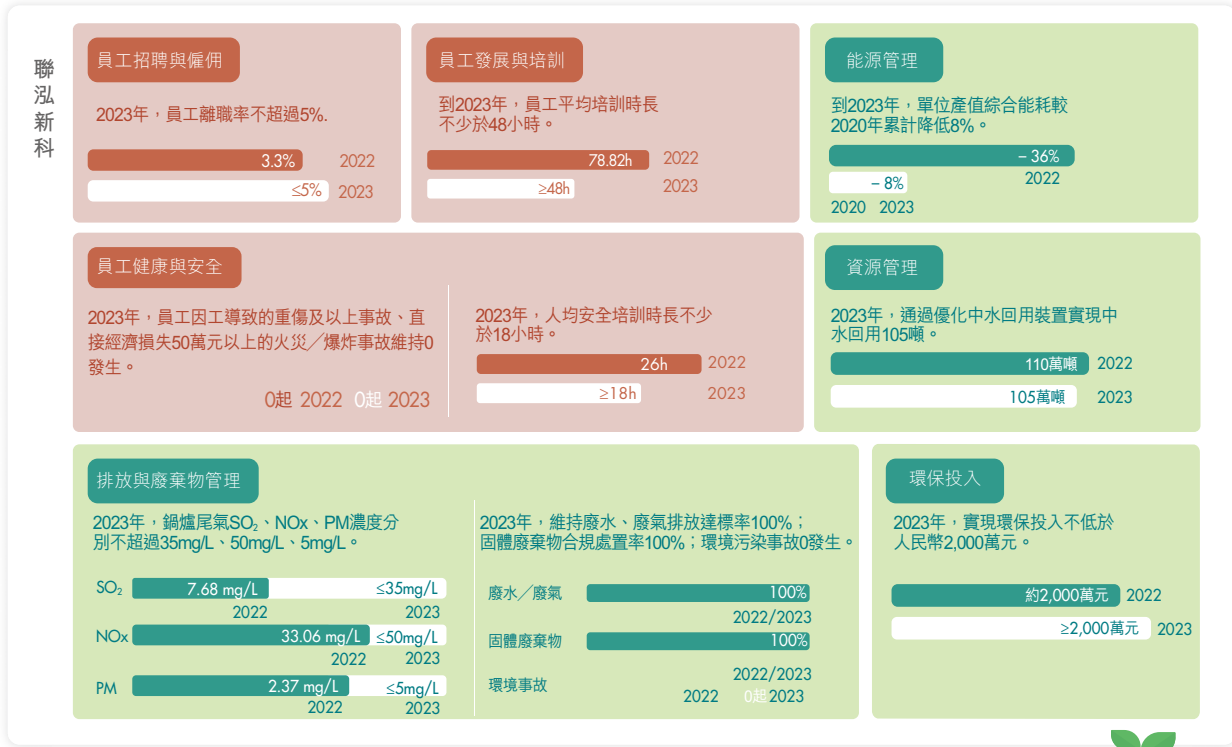 聯泓新科
員工招聘與僱佣
2023年，員工離職率不超過5%.
3.3% 2022
≤5% 2023
員工發展與培訓
到2023年，員工平均培訓時長
不少於48小時。
78.82h 2022
≥48h 2023
能源管理
到2023年，單位產值綜合能耗較
2020年累計降低8%。
– 36%
2022
– 8%
2020 2023
員工健康與安全
2023年，員工因工導致的重傷及以上事故、直
接經濟損失50萬元以上的火災／爆炸事故維持0
發生。
0起 2022 0起 2023
2023年，人均安全培訓時長不少
於18小時。
26h 2022
≥18h 2023
資源管理
2023年，通過優化中水回用裝置實現中
水回用105噸。
110萬噸 2022
105萬噸 2023
排放與廢棄物管理
2023年，鍋爐尾氣SO₂、NOx、PM濃度分
別不超過35mg/L、50mg/L、5mg/L。
SO₂ 7.68 mg/L ≤35mg/L
2022 2023
NOx 33.06 mg/L ≤50mg/L
2022 2023
PM 2.37 mg/L ≤5mg/L
2022 2023
2023年，維持廢水、廢氣排放達標率100%；
固體廢棄物合規處置率100%；環境污染事故0發生。
廢水／廢氣 100%
2022/2023
固體廢棄物 100%
2022/2023
環境事故
2022 0起 2023
環保投入
2023年，實現環保投入不低於
人民幣2,000萬元。
約2,000萬元 2022
≥2,000萬元 2023